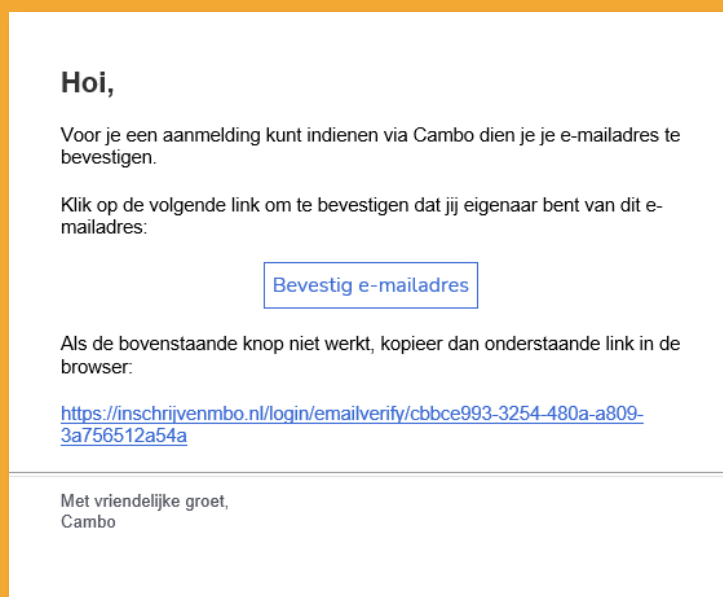 Hoi,
Voor je een aanmelding kunt indienen via Cambo dien je je e-mailadres te
bevestigen.
Klik op de volgende link om te bevestigen dat jij eigenaar bent van dit e-
mailadres:
Bevestig e-mailadres
Als de bovenstaande knop niet werkt, kopieer dan onderstaande link in de
browser:
https://inschrijvenmbo.nl/login/emailverify/cbbce993-3254-480a-a809-
3a756512a54a
Met vriendelijke groet,
Cambo